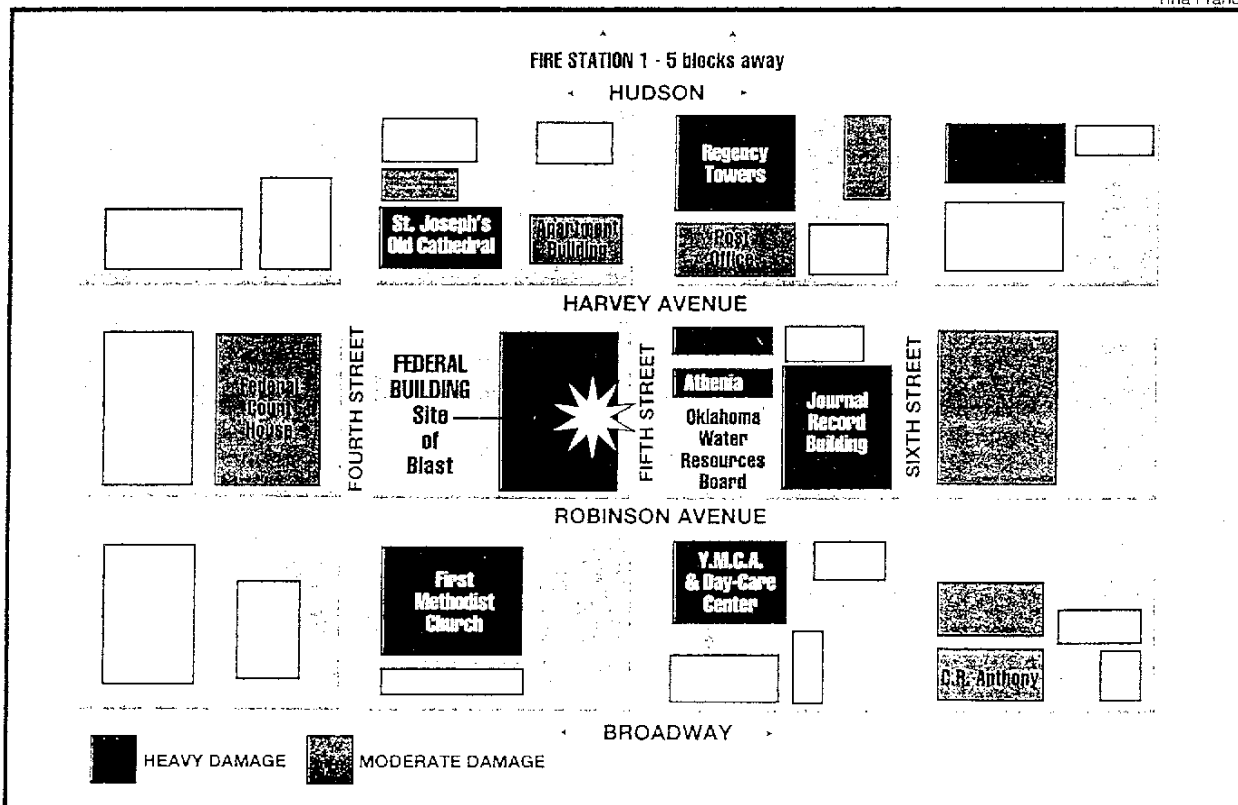 FIRE STATION 1 - 5 blocks away
HUDSON
Regency
Towers
St. Joseph's
Old Cathedral
Apartment
Building
Post
Office
HARVEY AVENUE
FOURTH STREET
Federal
Court
House
FEDERAL
BUILDING
Site
of
Blast
FIFTH STREET
Athenia
Oklahoma
Water
Resources
Board
Journal
Record
Building
SIXTH STREET
ROBINSON AVENUE
First
Methodist
Church
Y.M.C.A.
& Day-Care
Center
C.R. Anthony
BROADWAY
HEAVY DAMAGE
MODERATE DAMAGE